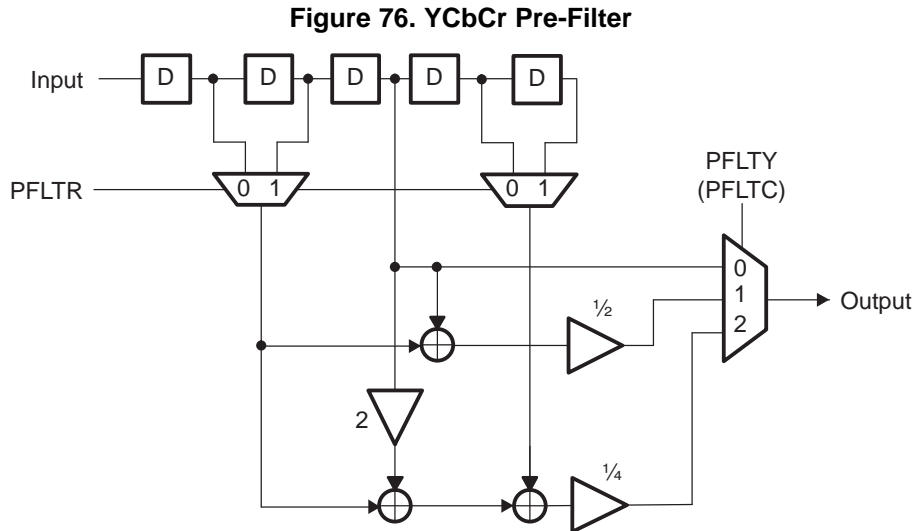 Figure 76. YCbCr Pre-Filter
Input
D D D D D
PFLTR
0 1
0 1
PFLTY
(PFLTC)
0
1
2
Output
½
2
¼